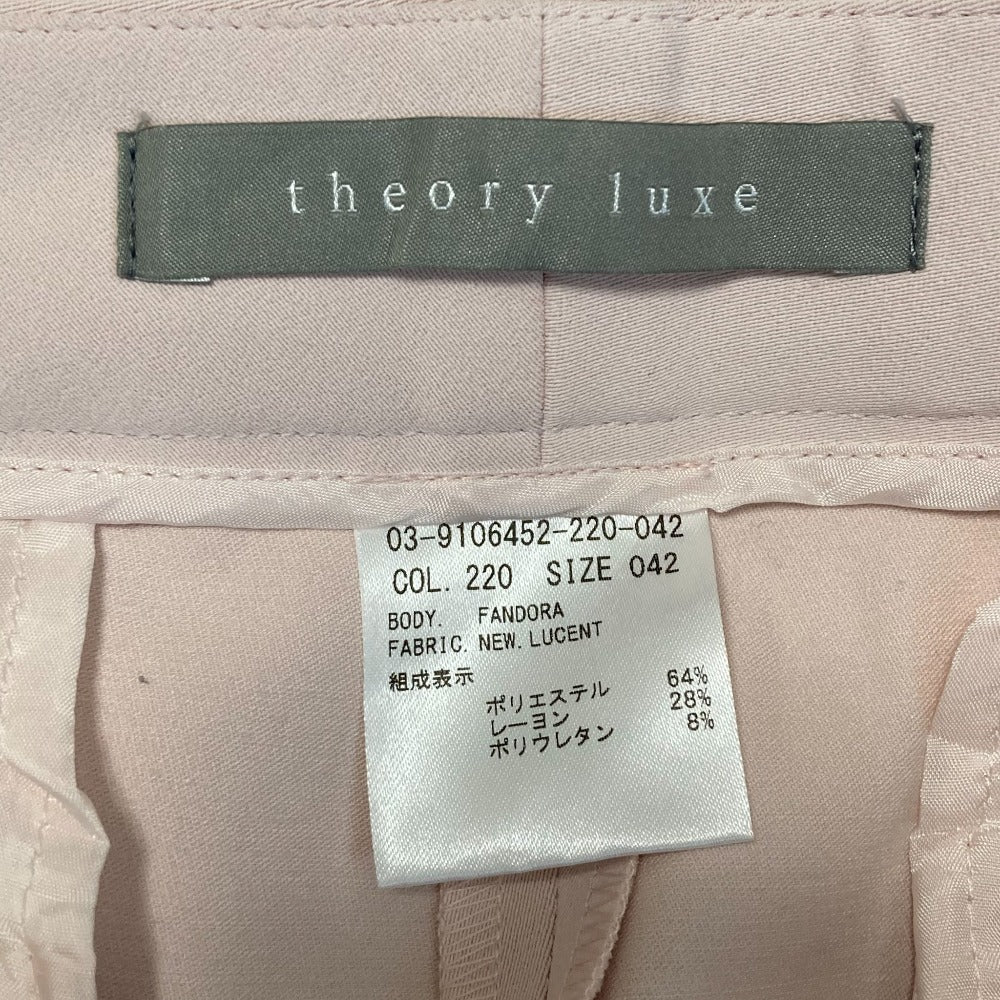 theory luxe
03-9106452-220-042
COL. 220 SIZE 042
BODY. FANDORA
FABRIC. NEW. LUCENT
組成表示
ポリエステル 64%
レーヨン 28%
ポリウレタン 8%